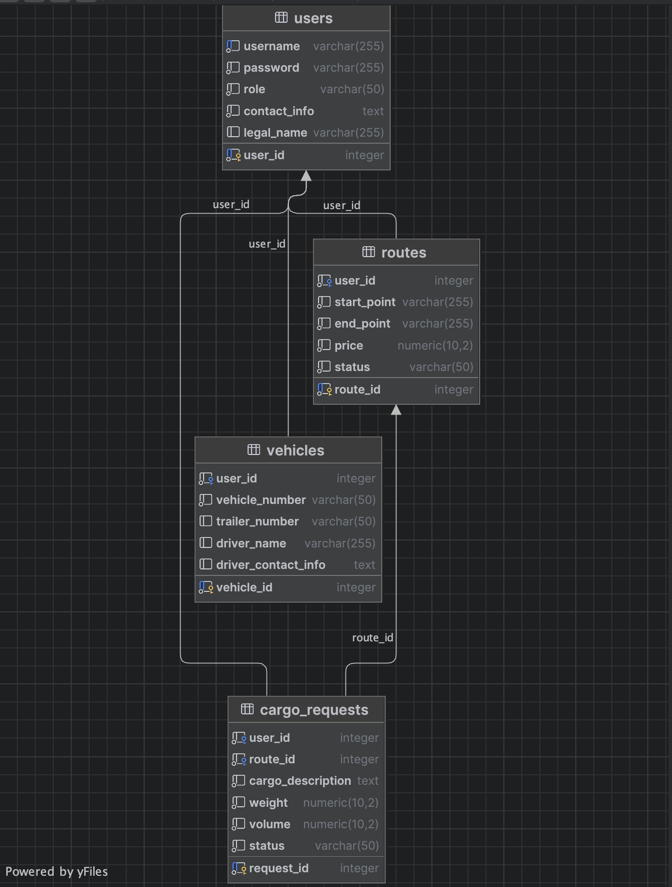 users
username varchar(255)
password varchar(255)
role varchar(50)
contact_info text
legal_name varchar(255)
user_id integer
user_id
user_id
user_id
routes
user_id integer
start_point varchar(255)
end_point varchar(255)
price numeric(10,2)
status varchar(50)
route_id integer
vehicles
user_id integer
vehicle_number varchar(50)
trailer_number varchar(50)
driver_name varchar(255)
driver_contact_info text
vehicle_id integer
route_id
cargo_requests
user_id integer
route_id integer
cargo_description text
weight numeric(10,2)
volume numeric(10,2)
status varchar(50)
request_id integer
Powered by yFiles